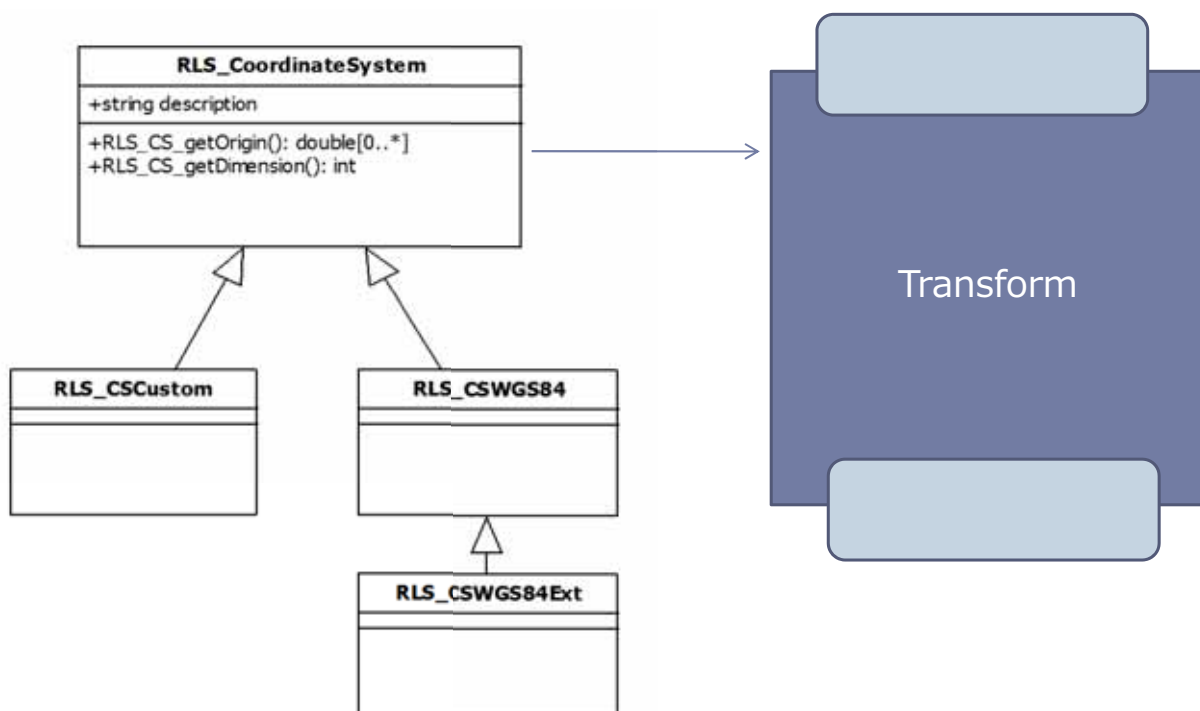 RLS_CoordinateSystem
+string description
+RLS_CS_getOrigin(): double[0..*]
+RLS_CS_getDimension(): int
Transform
RLS_CSCustom
RLS_CSWGS84
RLS_CSWGS84Ext